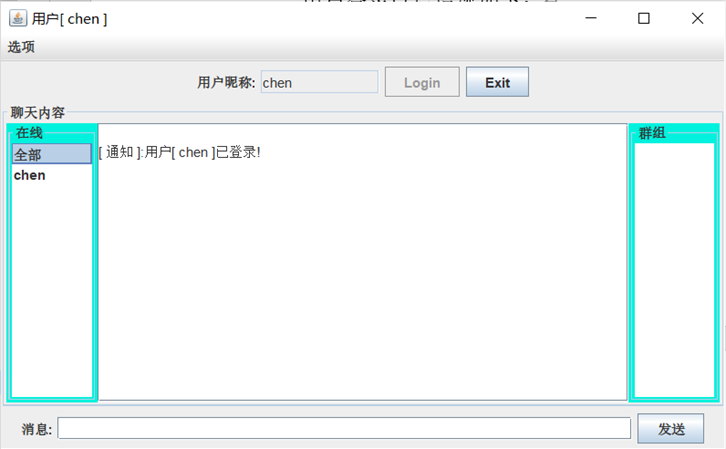 用户[ chen ]
选项
用户昵称: chen Login Exit
聊天内容
在线
全部
chen
[ 通知 ]:用户[ chen ]已登录!
群组
消息: 发送